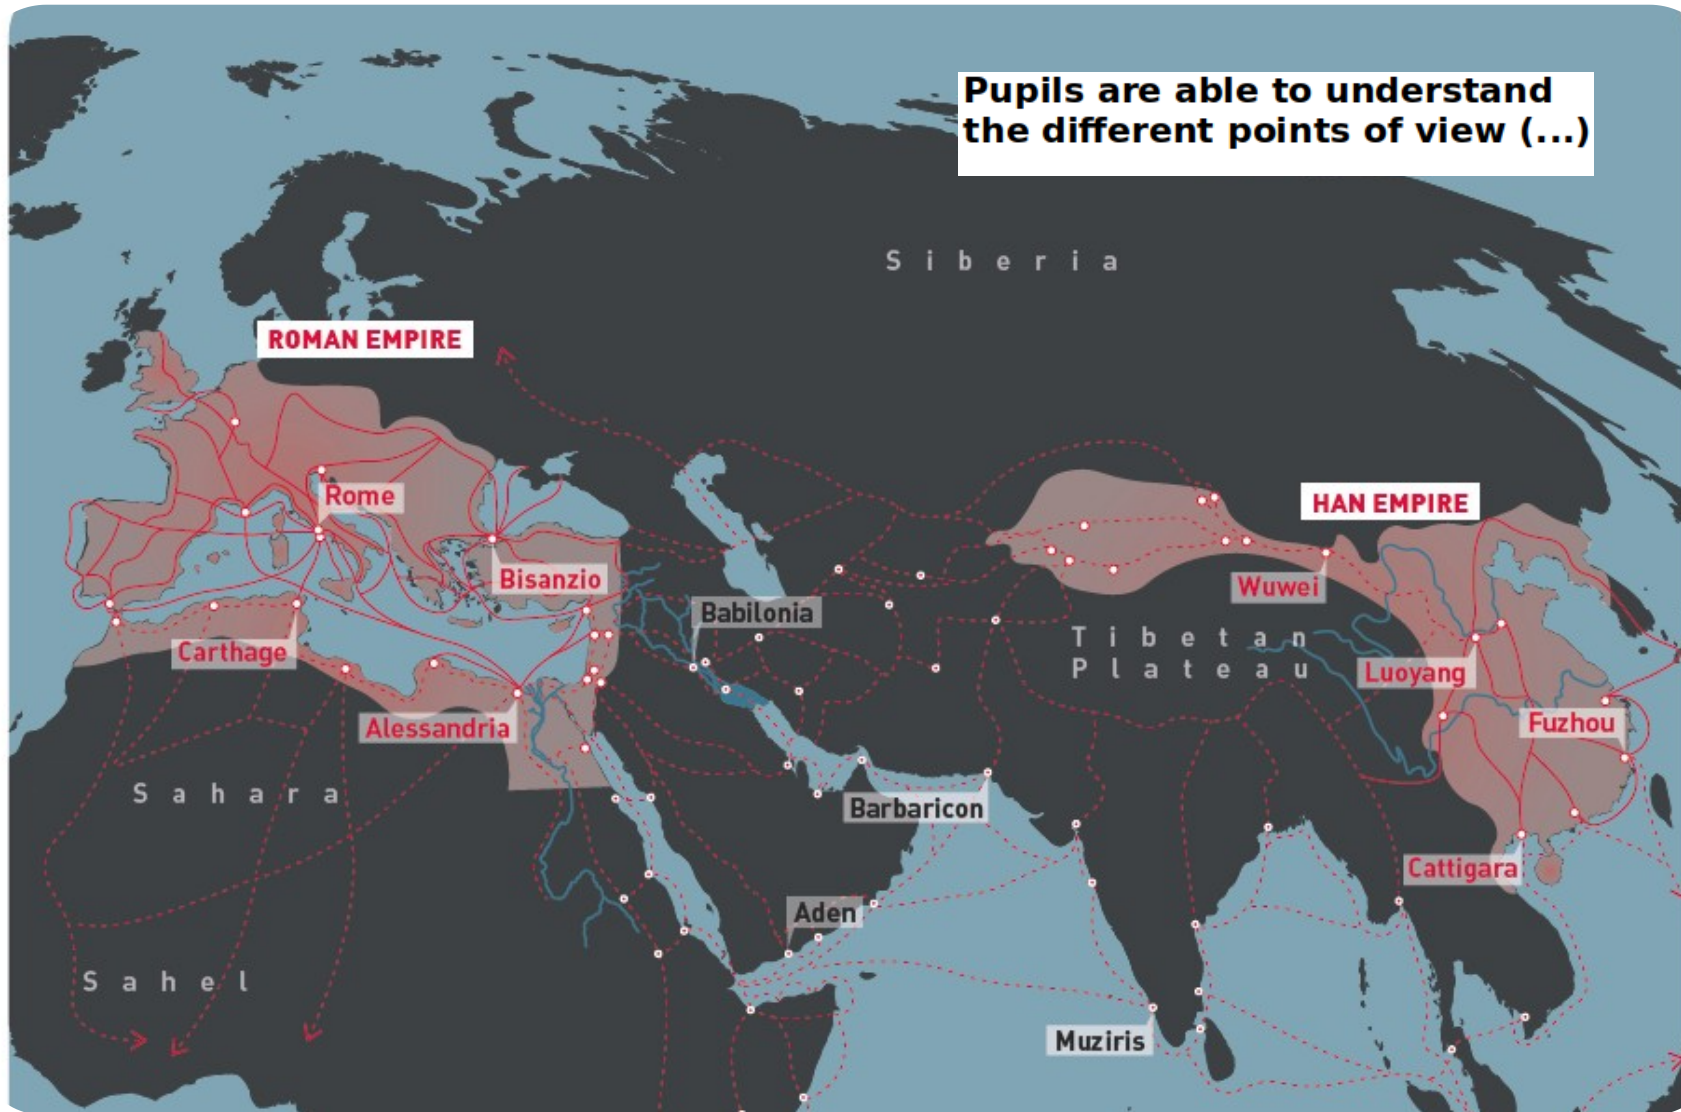 Pupils are able to understand
the different points of view (...)
Siberia
ROMAN EMPIRE
HAN EMPIRE
Rome
Bisanzio
Wuwei
Babilonia
Tibetan
Plateau
Carthage
Luoyang
Alessandria
Fuzhou
Sahara
Barbaricon
Cattigara
Aden
Sahel
Muziris